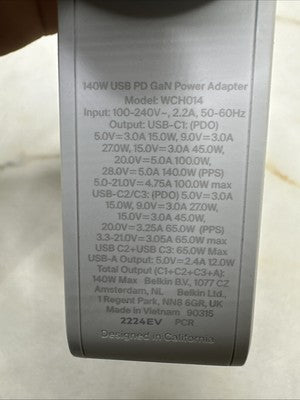 140W USB PD GaN Power Adapter
Model: WCH014
Input: 100-240V~, 2.2A, 50-60Hz
Output: USB-C1: (PDO)
5.0V⎓3.0A 15.0W, 9.0V⎓3.0A
27.0W, 15.0V⎓3.0A 45.0W,
20.0V⎓5.0A 100.0W,
28.0V⎓5.0A 140.0W (PPS)
5.0-21.0V⎓4.75A 100.0W max
USB-C2/C3: (PDO) 5.0V⎓3.0A
15.0W, 9.0V⎓3.0A 27.0W,
15.0V⎓3.0A 45.0W,
20.0V⎓3.25A 65.0W (PPS)
3.3-21.0V⎓3.05A 65.0W max
USB C2+USB C3: 65.0W Max
USB-A Output: 5.0V⎓2.4A 12.0W
Total Output (C1+C2+C3+A):
140W Max Belkin B.V., 1077 CZ
Amsterdam, NL Belkin Ltd.,
1 Regent Park, NN8 6GR, UK
Made in Vietnam 90315
2224EV PCR
Designed in California